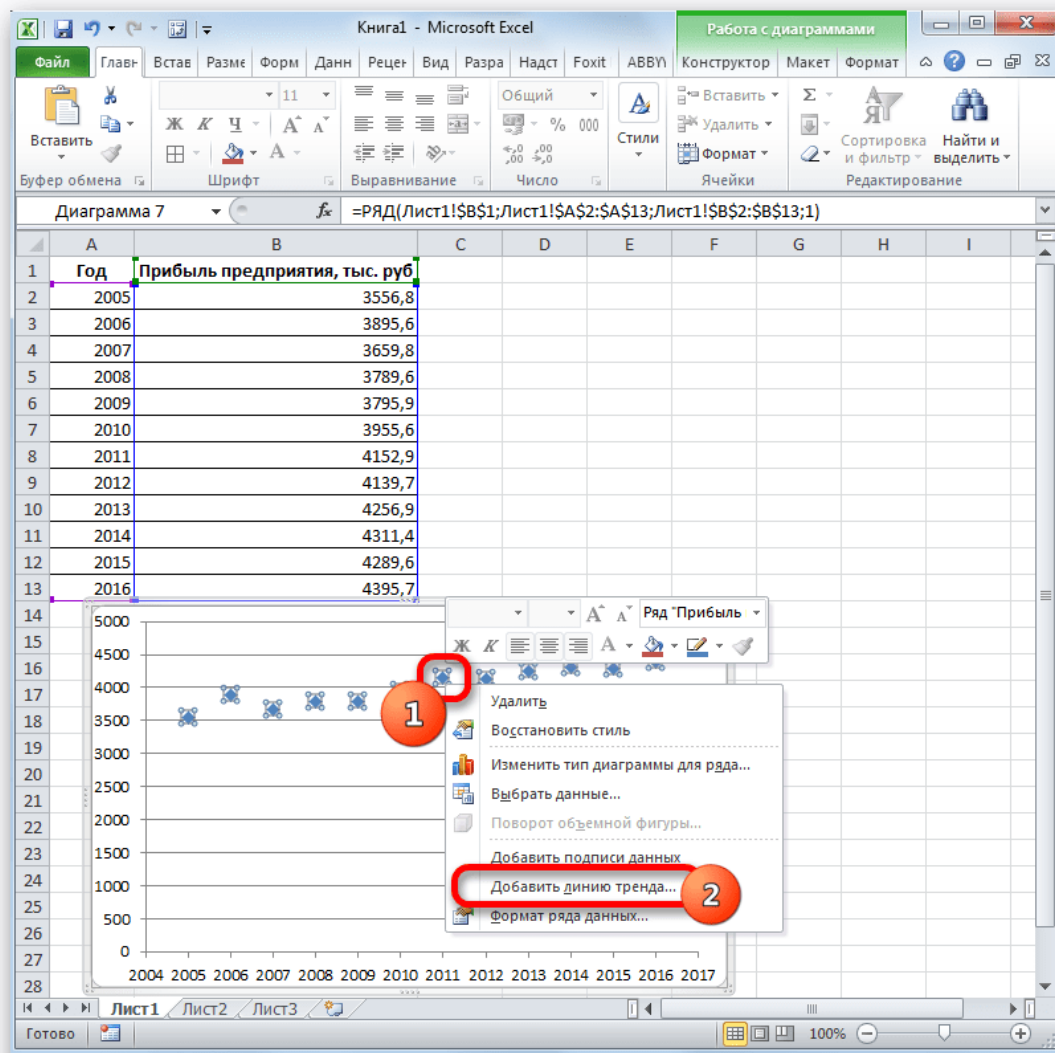 Книга1 - Microsoft Excel
Работа с диаграммами
Файл Главн Встав Разме Форм Данн Рецен Вид Разра Надст Foxit ABBY Конструктор Макет Формат
11 Общий Вставить Σ
Ж К Ч А А % 000 Удалить
Вставить Стили Формат Сортировка и фильтр Найти и выделить
Буфер обмена Шрифт Выравнивание Число Ячейки Редактирование
Диаграмма 7 fx =РЯД(Лист1!$B$1;Лист1!$A$2:$A$13;Лист1!$B$2:$B$13;1)
A B C D E F G H I
1 Год Прибыль предприятия, тыс. руб
2 2005 3556,8
3 2006 3895,6
4 2007 3659,8
5 2008 3789,6
6 2009 3795,9
7 2010 3955,6
8 2011 4152,9
9 2012 4139,7
10 2013 4256,9
11 2014 4311,4
12 2015 4289,6
13 2016 4395,7
14
15
16
17
18
19
20
21
22
23
24
25
26
27
28
5000
4500
4000
3500
3000
2500
2000
1500
1000
500
0
2004 2005 2006 2007 2008 2009 2010 2011 2012 2013 2014 2015 2016 2017
А А Ряд "Прибыль
Ж К А
1
Удалить
Восстановить стиль
Изменить тип диаграммы для ряда...
Выбрать данные...
Поворот объемной фигуры...
Добавить подписи данных
Добавить линию тренда...
2
Формат ряда данных...
Лист1 Лист2 Лист3
Готово 100%